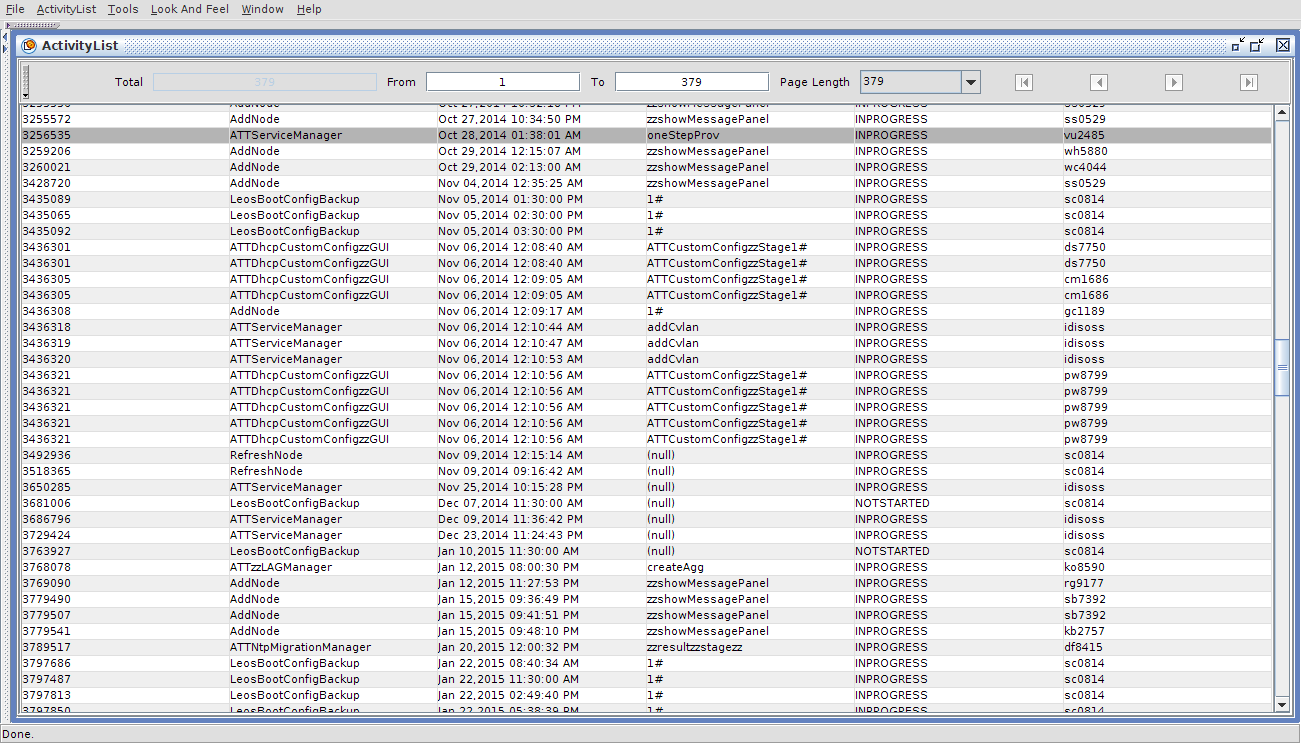 File ActivityList Tools Look And Feel Window Help
ActivityList
Total 379 From 1 To 379 Page Length 379
3255572 AddNode Oct 27,2014 10:34:50 PM zzshowMessagePanel INPROGRESS ss0529
3256535 ATTServiceManager Oct 28,2014 01:38:01 AM oneStepProv INPROGRESS vu2485
3259206 AddNode Oct 29,2014 12:15:07 AM zzshowMessagePanel INPROGRESS wh5880
3260021 AddNode Oct 29,2014 02:13:00 AM zzshowMessagePanel INPROGRESS wc4044
3428720 AddNode Nov 04,2014 12:35:25 AM zzshowMessagePanel INPROGRESS ss0529
3435089 LeosBootConfigBackup Nov 05,2014 01:30:00 PM 1# INPROGRESS sc0814
3435065 LeosBootConfigBackup Nov 05,2014 02:30:00 PM 1# INPROGRESS sc0814
3435092 LeosBootConfigBackup Nov 05,2014 03:30:00 PM 1# INPROGRESS sc0814
3436301 ATTDhcpCustomConfigzzGUI Nov 06,2014 12:08:40 AM ATTCustomConfigzzStage1# INPROGRESS ds7750
3436301 ATTDhcpCustomConfigzzGUI Nov 06,2014 12:08:40 AM ATTCustomConfigzzStage1# INPROGRESS ds7750
3436305 ATTDhcpCustomConfigzzGUI Nov 06,2014 12:09:05 AM ATTCustomConfigzzStage1# INPROGRESS cm1686
3436305 ATTDhcpCustomConfigzzGUI Nov 06,2014 12:09:05 AM ATTCustomConfigzzStage1# INPROGRESS cm1686
3436308 AddNode Nov 06,2014 12:09:17 AM 1# INPROGRESS gc1189
3436318 ATTServiceManager Nov 06,2014 12:10:44 AM addCvlan INPROGRESS idisoss
3436319 ATTServiceManager Nov 06,2014 12:10:47 AM addCvlan INPROGRESS idisoss
3436320 ATTServiceManager Nov 06,2014 12:10:53 AM addCvlan INPROGRESS idisoss
3436321 ATTDhcpCustomConfigzzGUI Nov 06,2014 12:10:56 AM ATTCustomConfigzzStage1# INPROGRESS pw8799
3436321 ATTDhcpCustomConfigzzGUI Nov 06,2014 12:10:56 AM ATTCustomConfigzzStage1# INPROGRESS pw8799
3436321 ATTDhcpCustomConfigzzGUI Nov 06,2014 12:10:56 AM ATTCustomConfigzzStage1# INPROGRESS pw8799
3436321 ATTDhcpCustomConfigzzGUI Nov 06,2014 12:10:56 AM ATTCustomConfigzzStage1# INPROGRESS pw8799
3436321 ATTDhcpCustomConfigzzGUI Nov 06,2014 12:10:56 AM ATTCustomConfigzzStage1# INPROGRESS pw8799
3492936 RefreshNode Nov 09,2014 12:15:14 AM (null) INPROGRESS sc0814
3518365 RefreshNode Nov 09,2014 09:16:42 AM (null) INPROGRESS sc0814
3650285 ATTServiceManager Nov 25,2014 10:15:28 PM (null) INPROGRESS idisoss
3681006 LeosBootConfigBackup Dec 07,2014 11:30:00 AM (null) NOTSTARTED sc0814
3686796 ATTServiceManager Dec 09,2014 11:36:42 PM (null) INPROGRESS idisoss
3729424 ATTServiceManager Dec 23,2014 11:24:43 PM (null) INPROGRESS idisoss
3763927 LeosBootConfigBackup Jan 10,2015 11:30:00 AM (null) NOTSTARTED sc0814
3768078 ATTzzLAGManager Jan 12,2015 08:00:30 PM createAgg INPROGRESS ko8590
3769090 AddNode Jan 12,2015 11:27:53 PM zzshowMessagePanel INPROGRESS rg9177
3779490 AddNode Jan 15,2015 09:36:49 PM zzshowMessagePanel INPROGRESS sb7392
3779507 AddNode Jan 15,2015 09:41:51 PM zzshowMessagePanel INPROGRESS sb7392
3779541 AddNode Jan 15,2015 09:48:10 PM zzshowMessagePanel INPROGRESS kb2757
3789517 ATTNtpMigrationManager Jan 20,2015 12:00:32 PM zzresultzzstagezz INPROGRESS df8415
3797686 LeosBootConfigBackup Jan 22,2015 08:40:34 AM 1# INPROGRESS sc0814
3797487 LeosBootConfigBackup Jan 22,2015 11:30:00 AM 1# INPROGRESS sc0814
3797813 LeosBootConfigBackup Jan 22,2015 02:49:40 PM 1# INPROGRESS sc0814
3797850 LeosBootConfigBackup Jan 22,2015 05:38:39 PM 1# INPROGRESS sc0814
Done.